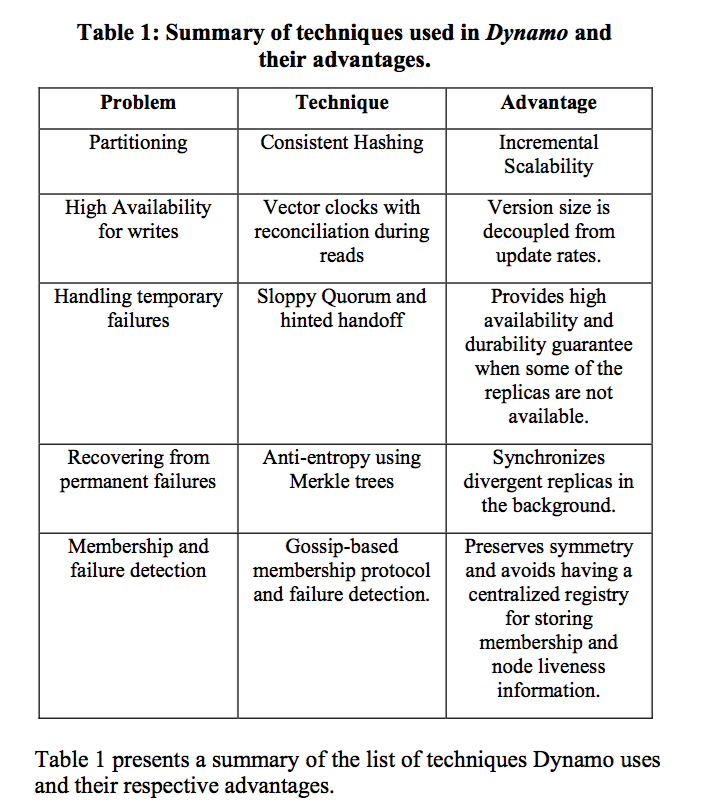 Table 1: Summary of techniques used in Dynamo and
their advantages.
Problem
Technique
Advantage
Partitioning
Consistent Hashing
Incremental
Scalability
High Availability
for writes
Vector clocks with
reconciliation during
reads
Version size is
decoupled from
update rates.
Handling temporary
failures
Sloppy Quorum and
hinted handoff
Provides high
availability and
durability guarantee
when some of the
replicas are not
available.
Recovering from
permanent failures
Anti-entropy using
Merkle trees
Synchronizes
divergent replicas in
the background.
Membership and
failure detection
Gossip-based
membership protocol
and failure detection.
Preserves symmetry
and avoids having a
centralized registry
for storing
membership and
node liveness
information.
Table 1 presents a summary of the list of techniques Dynamo uses
and their respective advantages.